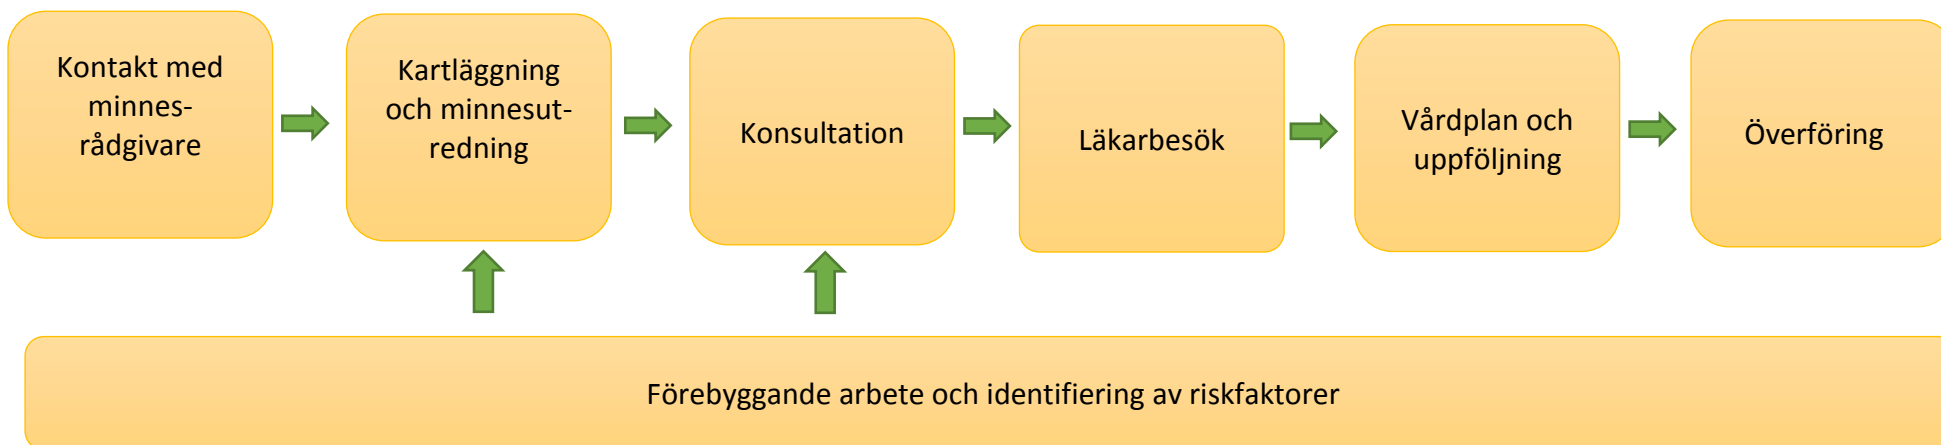 Kontakt med
minnes-
rådgivare
Kartläggning
och minnesut-
redning
Konsultation
Läkarbesök
Vårdplan och
uppföljning
Överföring
Förebyggande arbete och identifiering av riskfaktorer